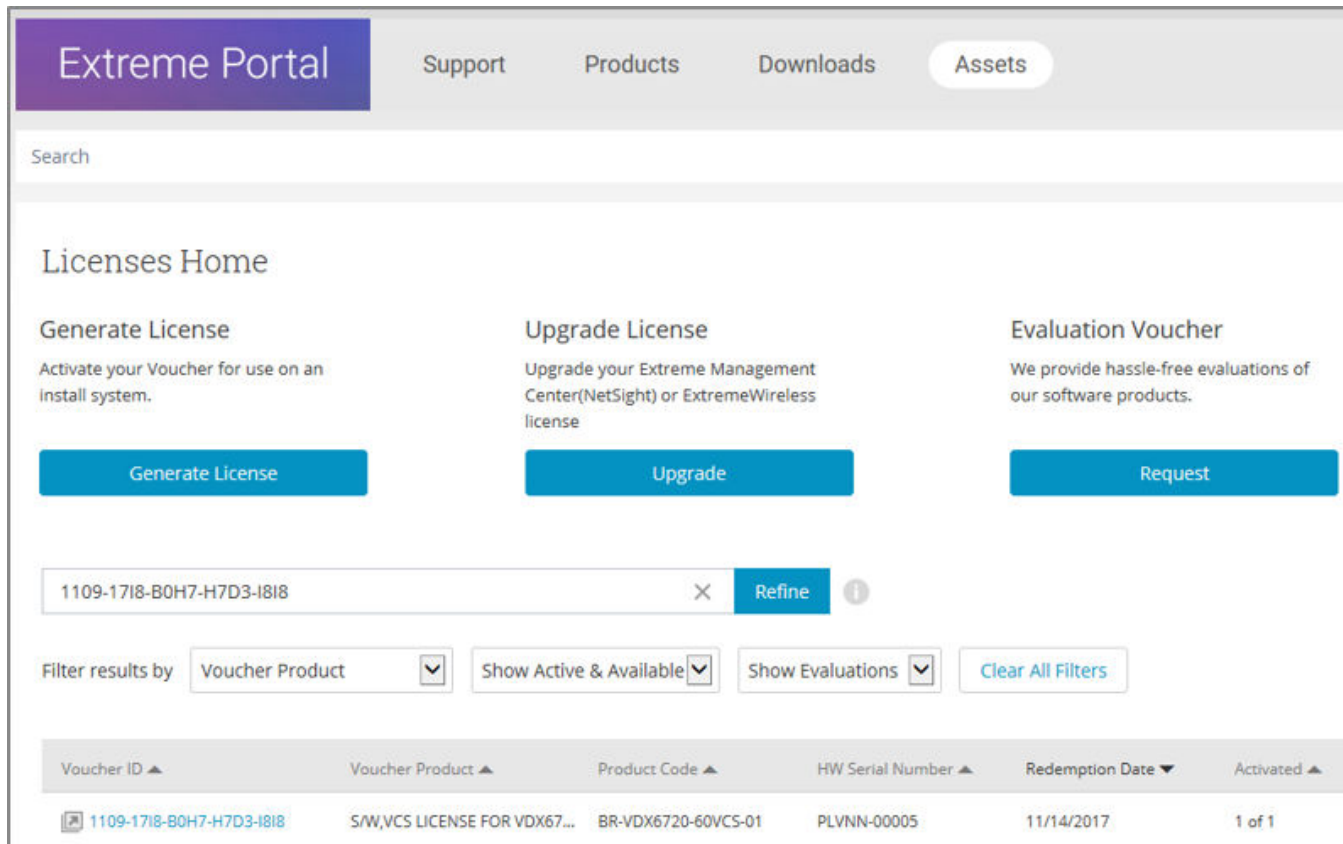 Extreme Portal Support Products Downloads Assets
Search
Licenses Home
Generate License
Activate your Voucher for use on an
install system.
Generate License
Upgrade License
Upgrade your Extreme Management
Center(NetSight) or ExtremeWireless
license
Upgrade
Evaluation Voucher
We provide hassle-free evaluations of
our software products.
Request
1109-17I8-B0H7-H7D3-I8I8 Refine
Filter results by Voucher Product Show Active & Available Show Evaluations Clear All Filters
Voucher ID Voucher Product Product Code HW Serial Number Redemption Date Activated
1109-17I8-B0H7-H7D3-I8I8 S/W,VCS LICENSE FOR VDX67... BR-VDX6720-60VCS-01 PLVNN-00005 11/14/2017 1 of 1